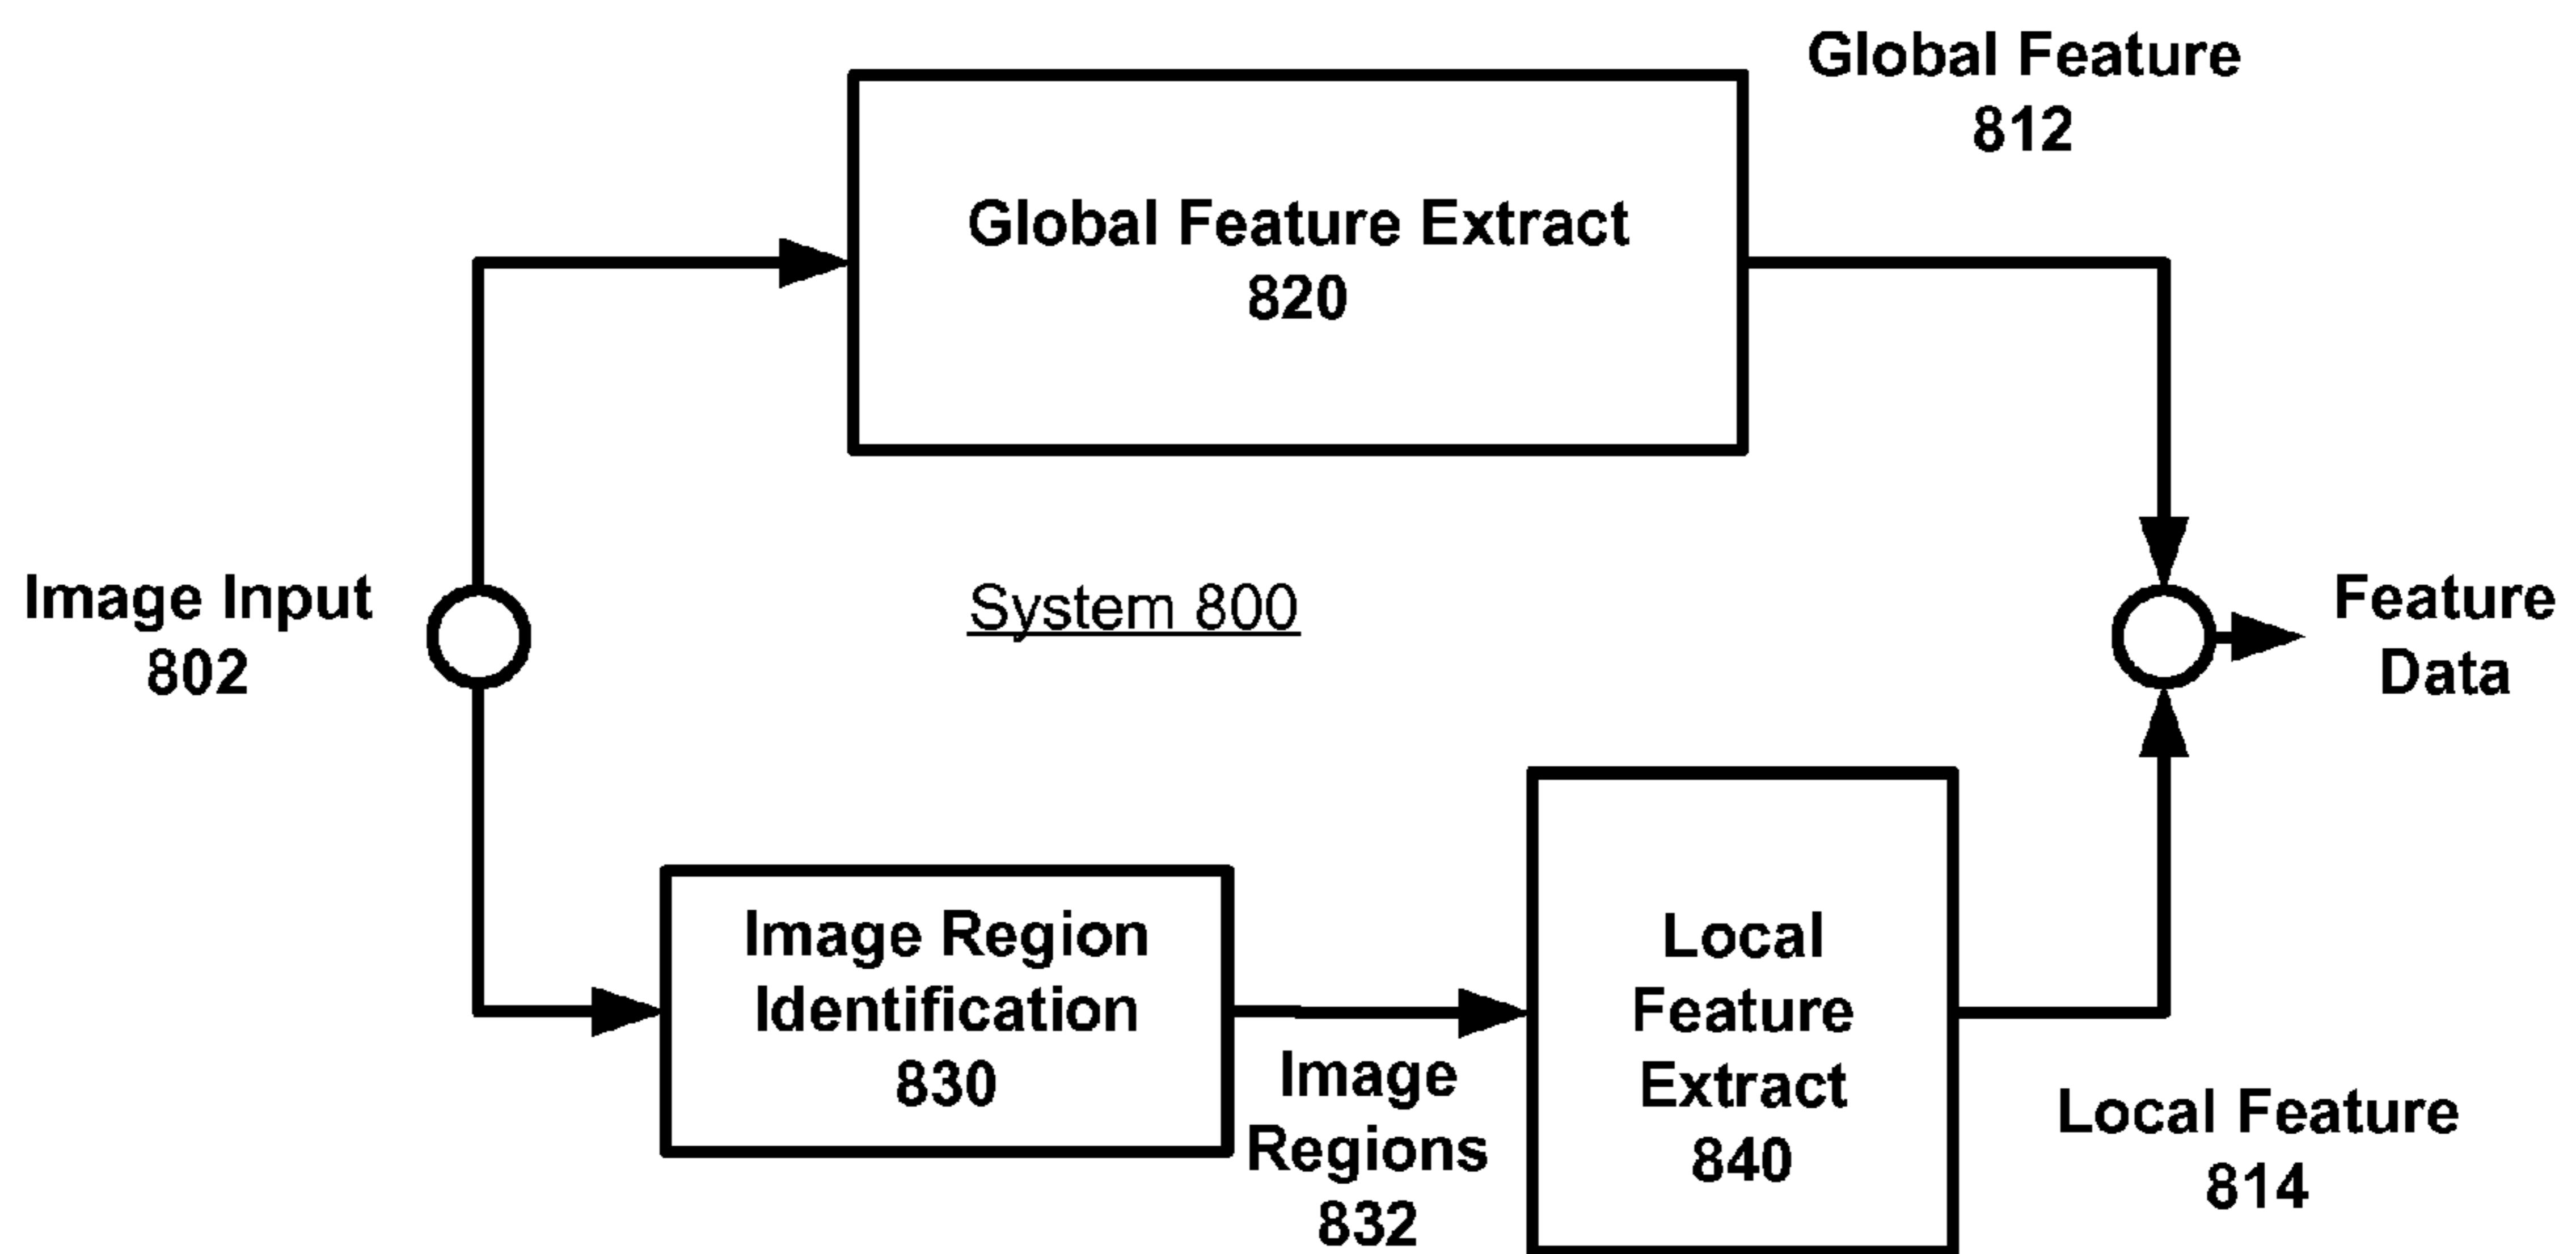 Global Feature
812
Global Feature Extract
820
Image Input
802
System 800
Feature
Data
Image Region
Identification
830
Image
Regions
832
Local
Feature
Extract
840
Local Feature
814